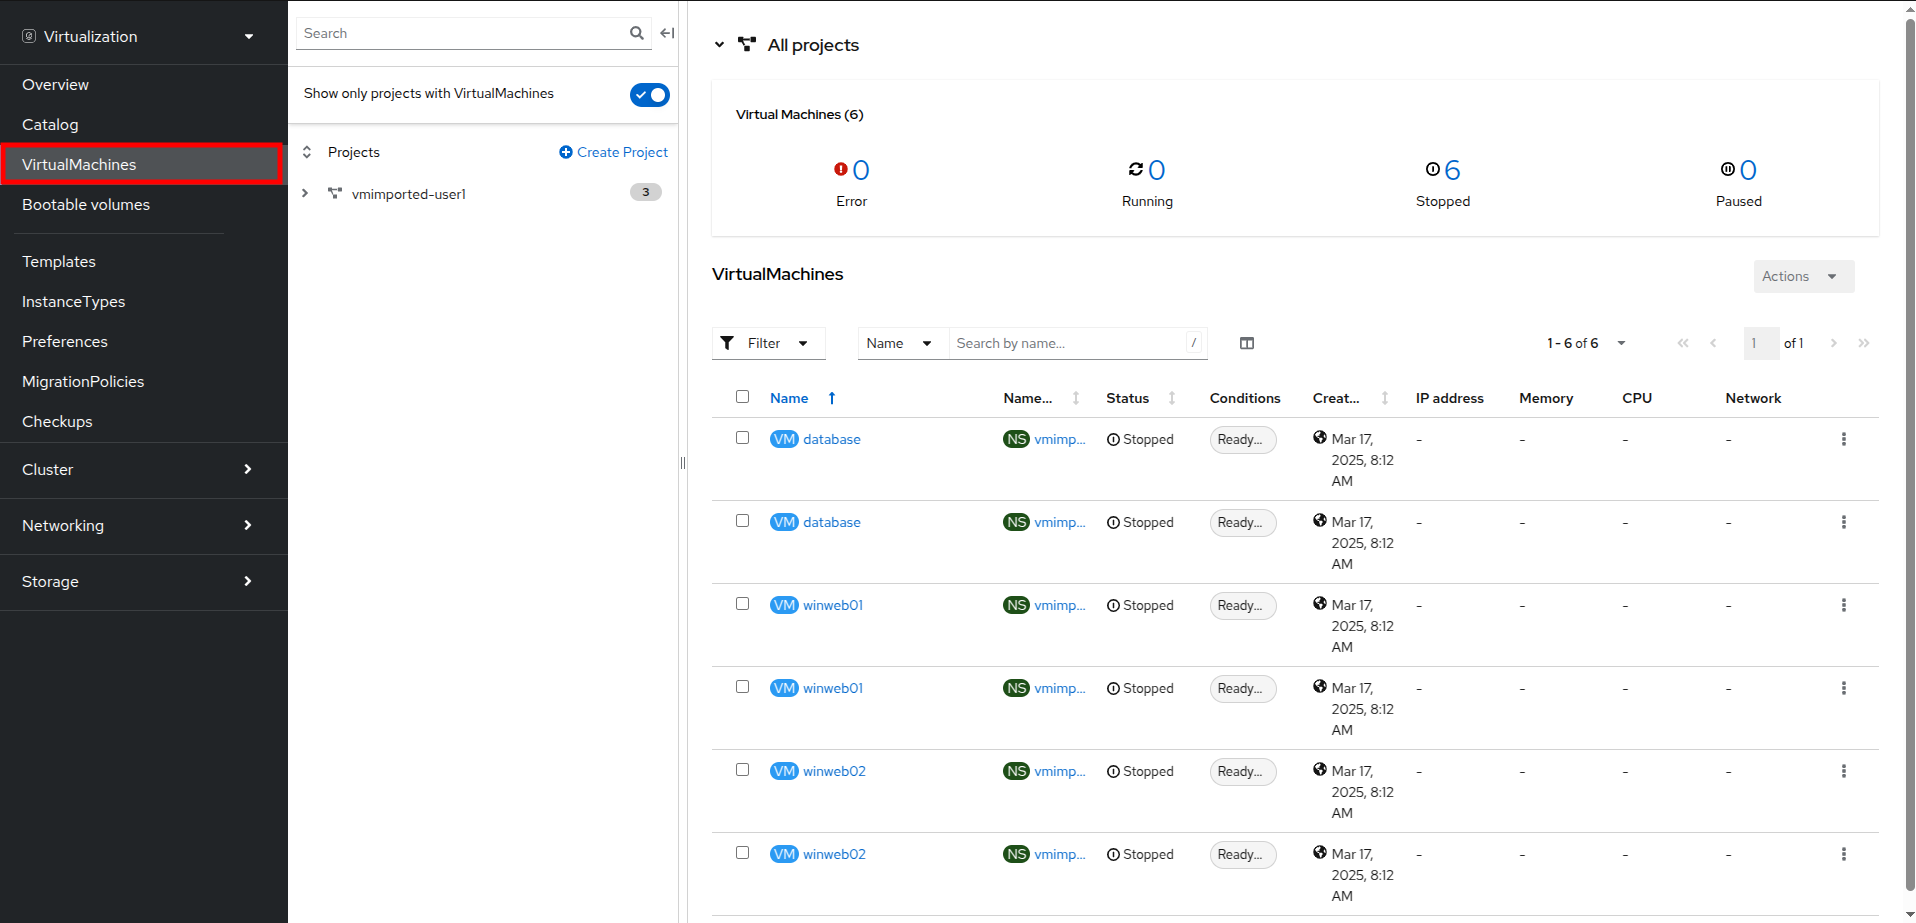 Virtualization
Overview
Catalog
VirtualMachines
Bootable volumes
Templates
InstanceTypes
Preferences
MigrationPolicies
Checkups
Cluster
Networking
Storage
Search
Show only projects with VirtualMachines
Projects
Create Project
vmimported-user1
3
All projects
Virtual Machines (6)
0
Error
0
Running
6
Stopped
0
Paused
VirtualMachines
Actions
Filter
Name
Search by name...
/
1 - 6 of 6
1
of 1
Name Name... Status Conditions Creat... IP address Memory CPU Network
VM database NS vmimp... Stopped Ready... Mar 17, - - - -
2025, 8:12
AM
VM database NS vmimp... Stopped Ready... Mar 17, - - - -
2025, 8:12
AM
VM winweb01 NS vmimp... Stopped Ready... Mar 17, - - - -
2025, 8:12
AM
VM winweb01 NS vmimp... Stopped Ready... Mar 17, - - - -
2025, 8:12
AM
VM winweb02 NS vmimp... Stopped Ready... Mar 17, - - - -
2025, 8:12
AM
VM winweb02 NS vmimp... Stopped Ready... Mar 17, - - - -
2025, 8:12
AM